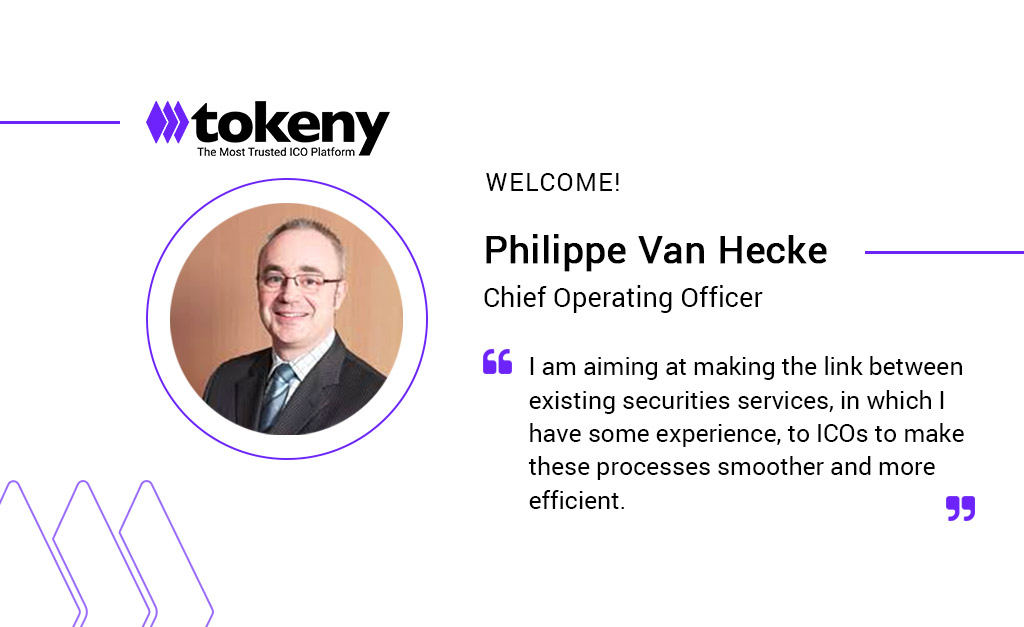 tokeny
The Most Trusted ICO Platform
WELCOME!
Philippe Van Hecke
Chief Operating Officer
“ I am aiming at making the link between
existing securities services, in which I
have some experience, to ICOs to make
these processes smoother and more
efficient. ”